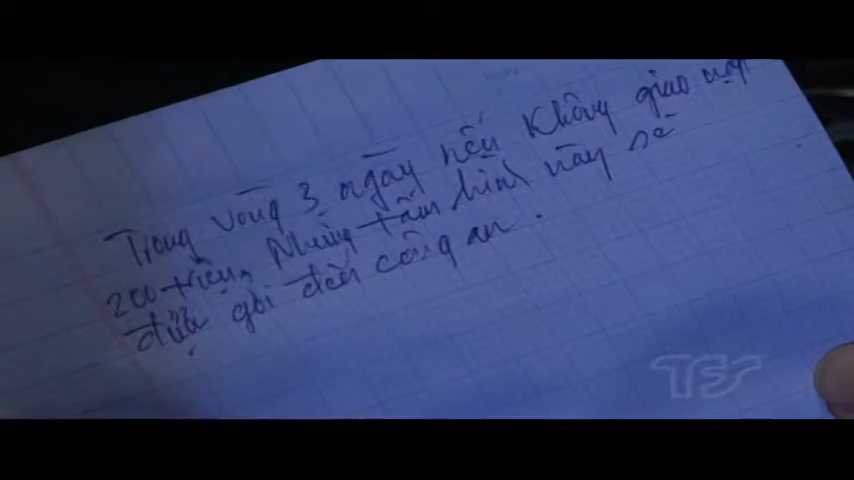 Trong vòng 3 ngày nếu không giao nộp
200 triệu, Những tấm hình này sẽ
được gởi đến công an.
TFS